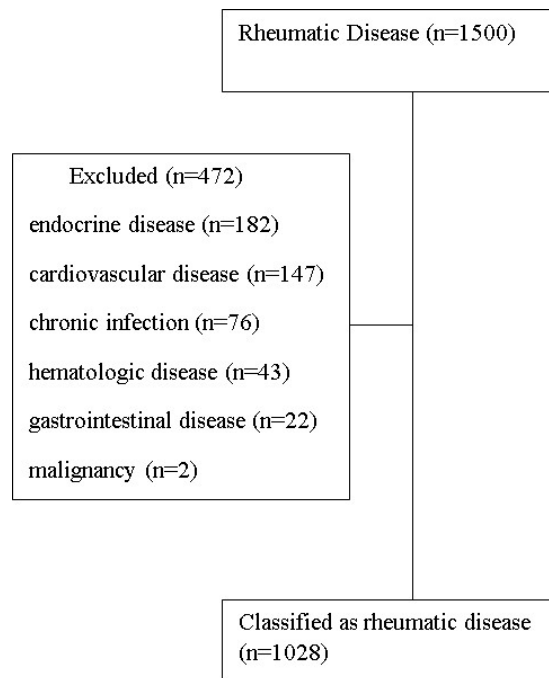 Rheumatic Disease (n=1500)
Excluded (n=472)
endocrine disease (n=182)
cardiovascular disease (n=147)
chronic infection (n=76)
hematologic disease (n=43)
gastrointestinal disease (n=22)
malignancy (n=2)
Classified as rheumatic disease
(n=1028)